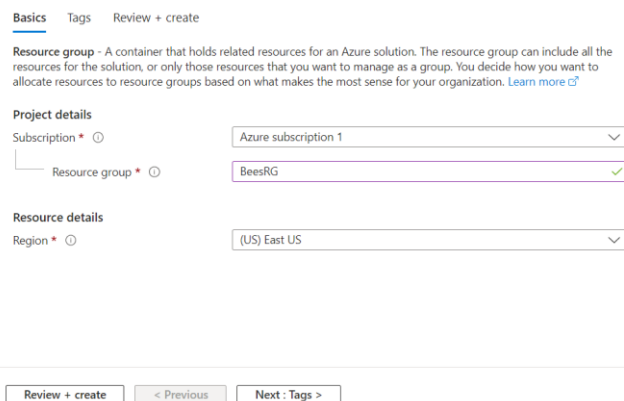 Basics Tags Review + create
Resource group - A container that holds related resources for an Azure solution. The resource group can include all the
resources for the solution, or only those resources that you want to manage as a group. You decide how you want to
allocate resources to resource groups based on what makes the most sense for your organization. Learn more
Project details
Subscription * Azure subscription 1
Resource group * BeesRG
Resource details
Region * (US) East US
Review + create < Previous Next : Tags >